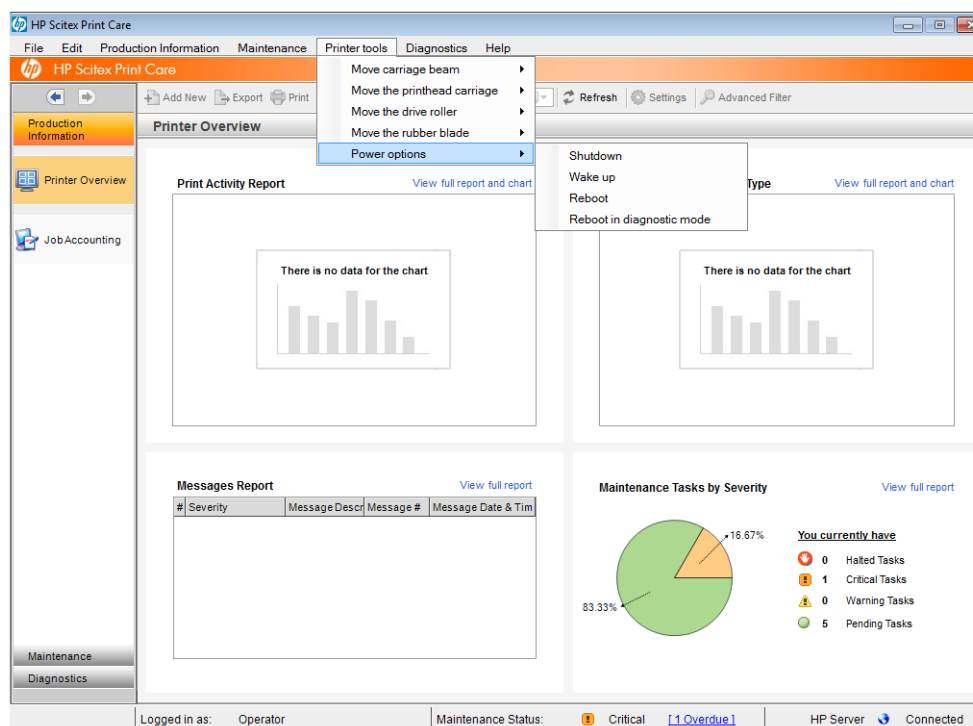 HP Scitex Print Care
File Edit Production Information Maintenance Printer tools Diagnostics Help
HP Scitex Print Care
Move carriage beam
Move the printhead carriage
Move the drive roller
Move the rubber blade
Power options
Shutdown
Wake up
Reboot
Reboot in diagnostic mode
Add New Export Print Refresh Settings Advanced Filter
Production Information
Printer Overview
Printer Overview
JobAccounting
Print Activity Report View full report and chart
Type View full report and chart
There is no data for the chart
There is no data for the chart
Messages Report View full report
# Severity Message Descr Message # Message Date & Tim
Maintenance Tasks by Severity View full report
16.67%
83.33%
You currently have
0 Halted Tasks
1 Critical Tasks
0 Warning Tasks
5 Pending Tasks
Maintenance
Diagnostics
Logged in as: Operator Maintenance Status: Critical [ 1 Overdue ] HP Server Connected